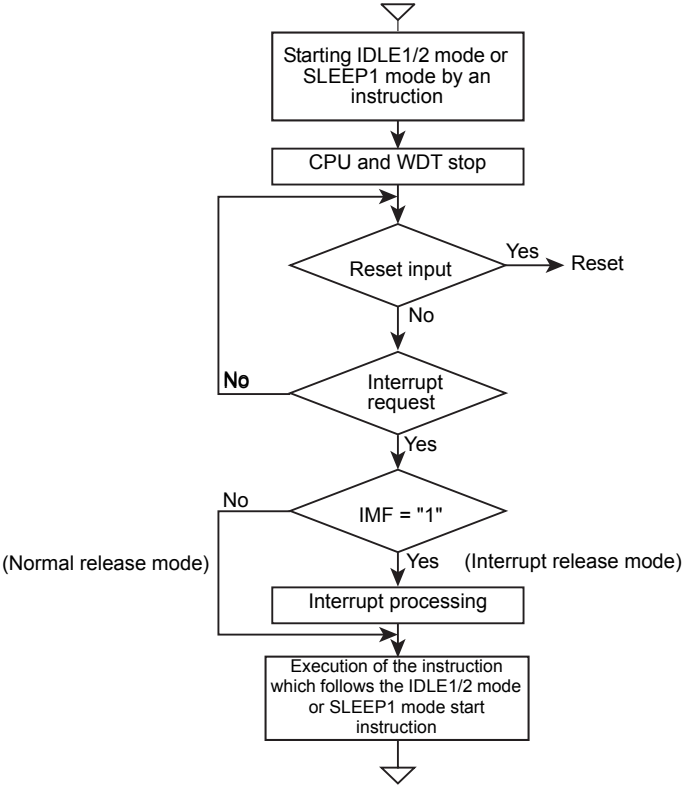 Starting IDLE1/2 mode or
SLEEP1 mode by an
instruction
CPU and WDT stop
Reset input
Yes
Reset
No
Interrupt
request
No
Yes
IMF = "1"
No
(Normal release mode)
Yes
(Interrupt release mode)
Interrupt processing
Execution of the instruction
which follows the IDLE1/2 mode
or SLEEP1 mode start
instruction